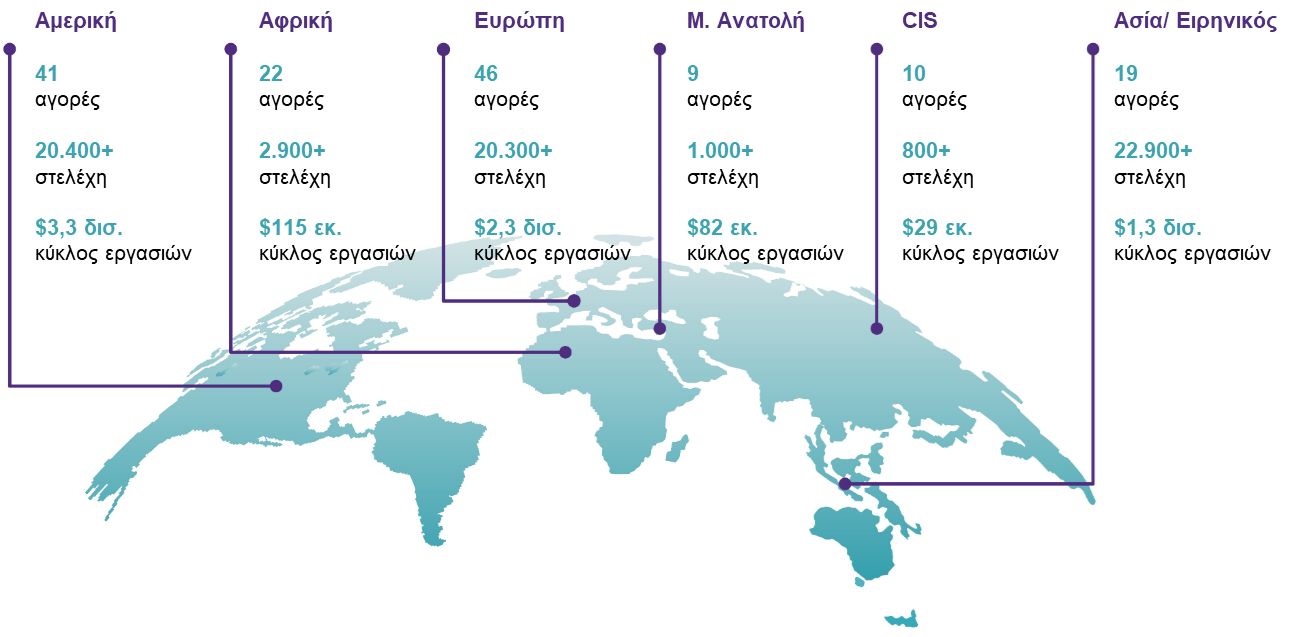 Αμερική
41
αγορές
20.400+
στελέχη
$3,3 δισ.
κύκλος εργασιών
Αφρική
22
αγορές
2.900+
στελέχη
$115 εκ.
κύκλος εργασιών
Ευρώπη
46
αγορές
20.300+
στελέχη
$2,3 δισ.
κύκλος εργασιών
Μ. Ανατολή
9
αγορές
1.000+
στελέχη
$82 εκ.
κύκλος εργασιών
CIS
10
αγορές
800+
στελέχη
$29 εκ.
κύκλος εργασιών
Ασία/ Ειρηνικός
19
αγορές
22.900+
στελέχη
$1,3 δισ.
κύκλος εργασιών